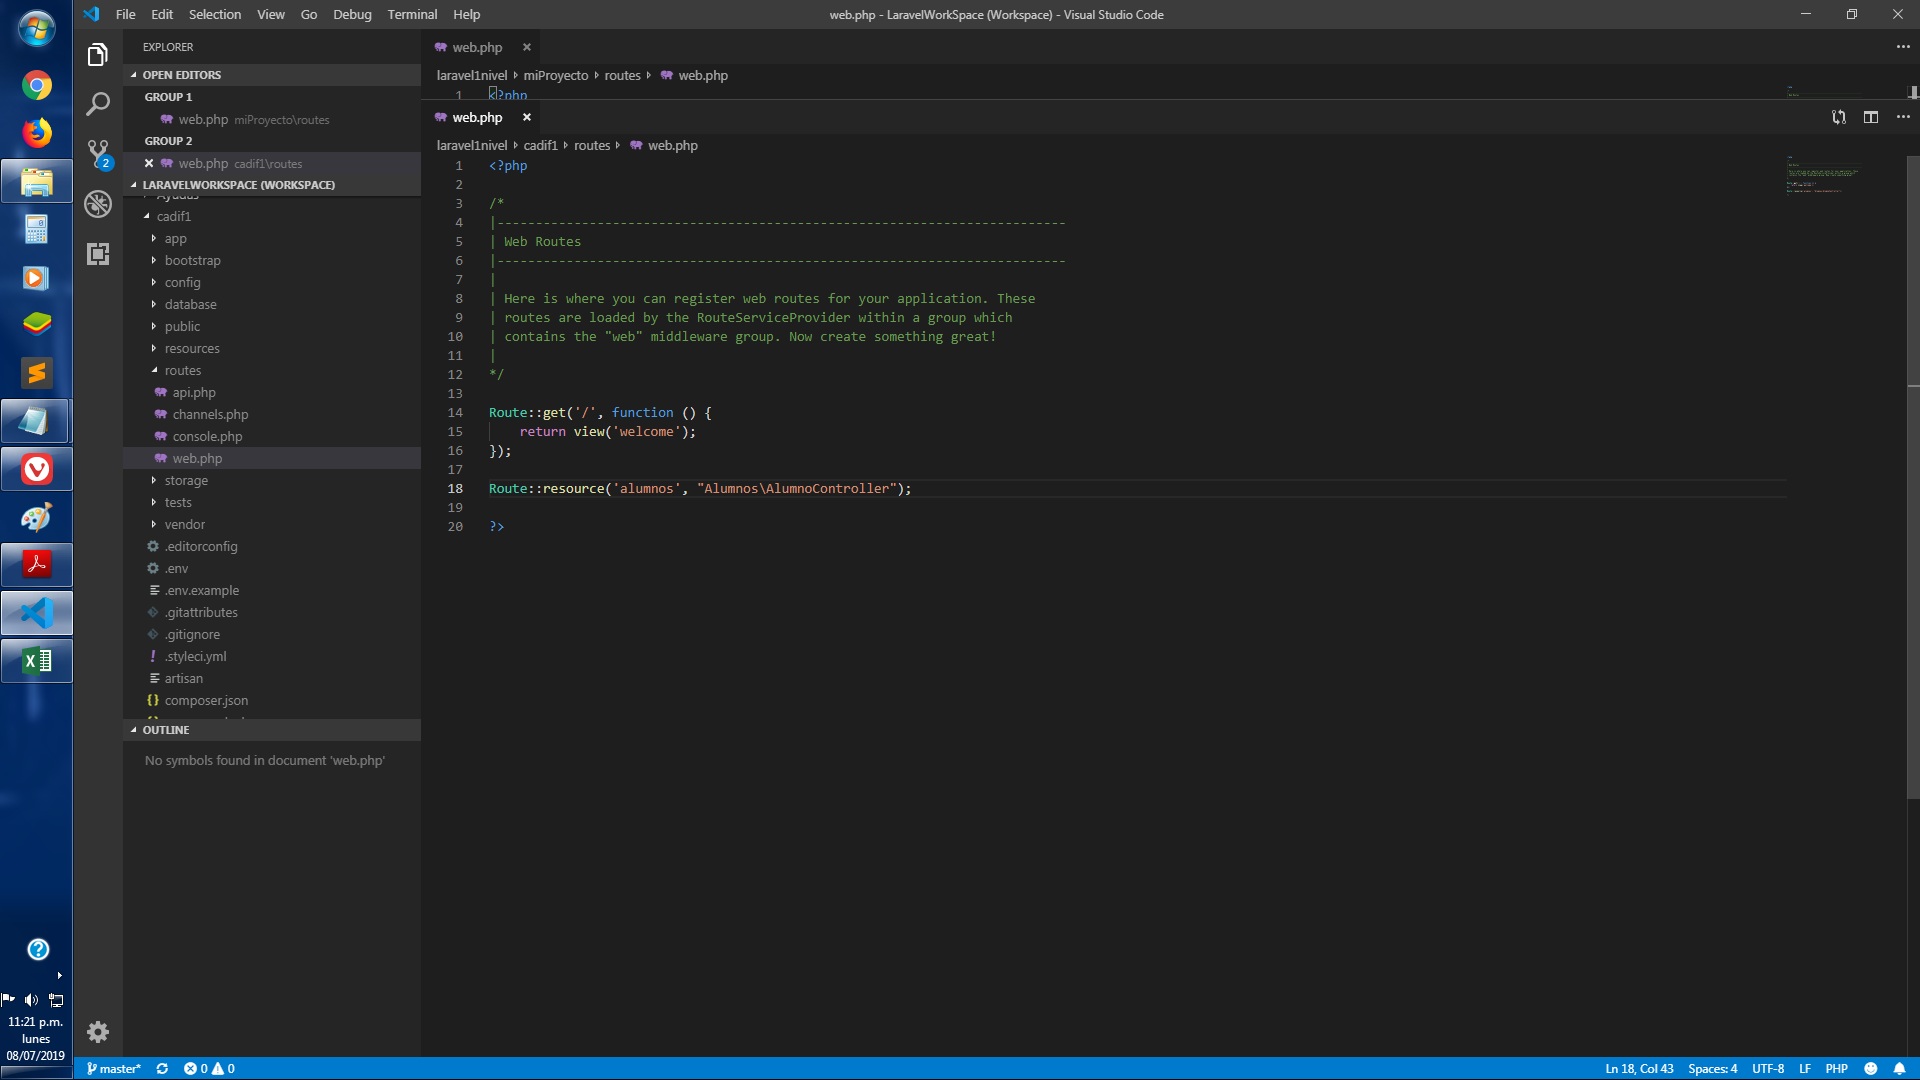 File Edit Selection View Go Debug Terminal Help
web.php - LaravelWorkSpace (Workspace) - Visual Studio Code
EXPLORER
OPEN EDITORS
GROUP 1
web.php miProyecto\routes
GROUP 2
web.php cadif1\routes
LARAVELWORKSPACE (WORKSPACE)
Ayudas
cadif1
app
bootstrap
config
database
public
resources
routes
api.php
channels.php
console.php
web.php
storage
tests
vendor
.editorconfig
.env
.env.example
.gitattributes
.gitignore
.styleci.yml
artisan
composer.json
OUTLINE
No symbols found in document 'web.php'
web.php
laravel1nivel miProyecto routes web.php
1 <?php
web.php
laravel1nivel cadif1 routes web.php
1 <?php
2
3 /*
4 |--------------------------------------------------------------------------
5 | Web Routes
6 |--------------------------------------------------------------------------
7 |
8 | Here is where you can register web routes for your application. These
9 | routes are loaded by the RouteServiceProvider within a group which
10 | contains the "web" middleware group. Now create something great!
11 |
12 */
13
14 Route::get('/', function () {
15 return view('welcome');
16 });
17
18 Route::resource('alumnos', "Alumnos\AlumnoController");
19
20 ?>
2
11:21 p.m.
lunes
08/07/2019
master* 0 0
Ln 18, Col 43 Spaces: 4 UTF-8 LF PHP